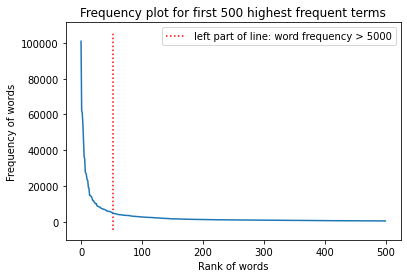 Frequency plot for first 500 highest frequent terms
left part of line: word frequency > 5000
Frequency of words
100000
80000
60000
40000
20000
0
0 100 200 300 400 500
Rank of words